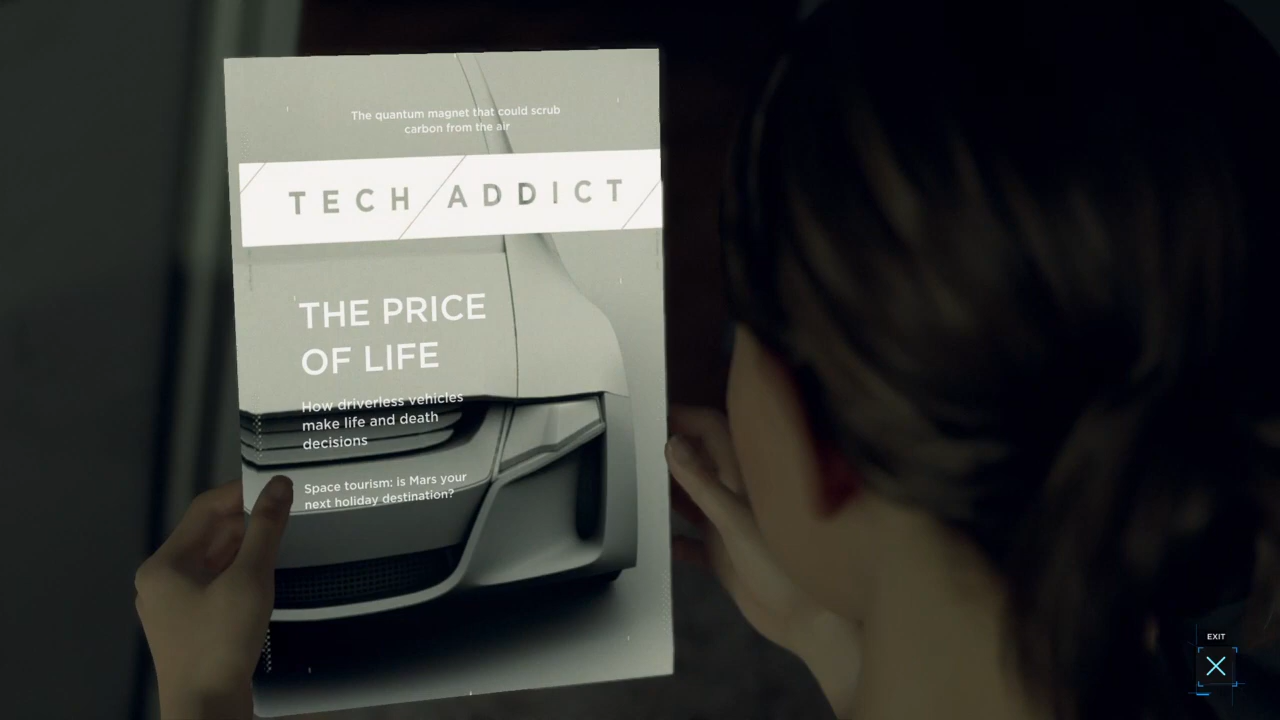 The quantum magnet that could scrub
carbon from the air
TECH ADDICT
THE PRICE
OF LIFE
How driverless vehicles
make life and death
decisions
Space tourism: is Mars your
next holiday destination?
EXIT